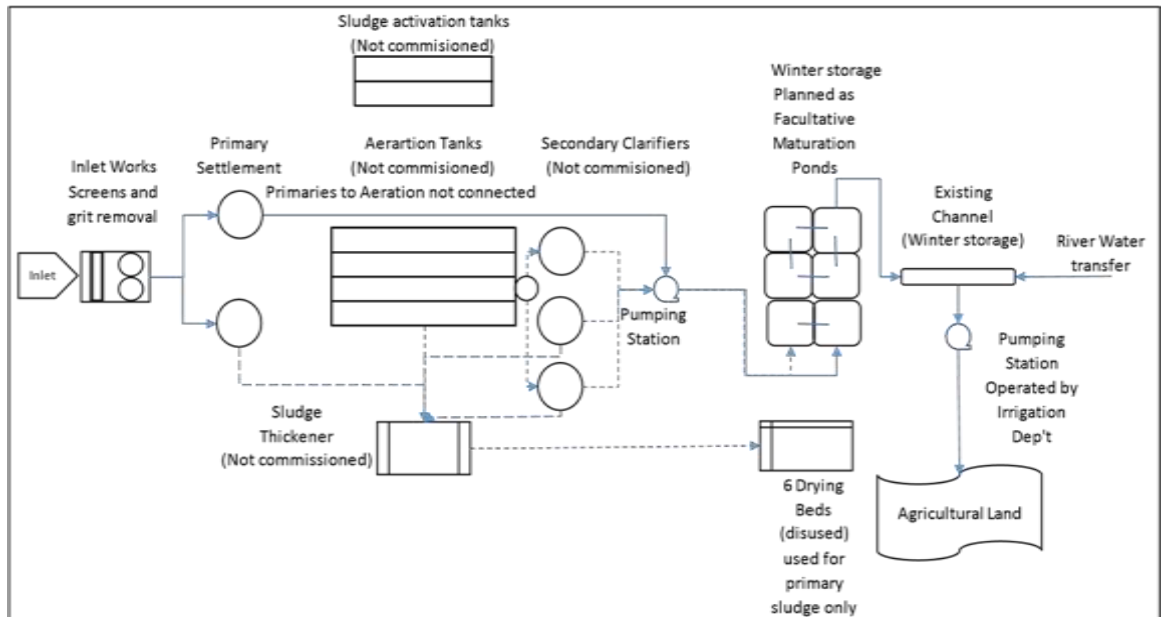 Sludge activation tanks
(Not commisioned)
Winter storage
Planned as
Facultative
Maturation
Ponds
Primary
Settlement
Aerartion Tanks
(Not commisioned)
Secondary Clarifiers
(Not commisioned)
Inlet Works
Screens and
grit removal
Primaries to Aeration not connected
Existing
Channel
(Winter storage)
River Water
transfer
Inlet
Pumping
Station
Pumping
Station
Operated by
Irrigation
Dep't
Sludge
Thickener
(Not commissioned)
6 Drying
Beds
(disused)
used for
primary
sludge only
Agricultural Land